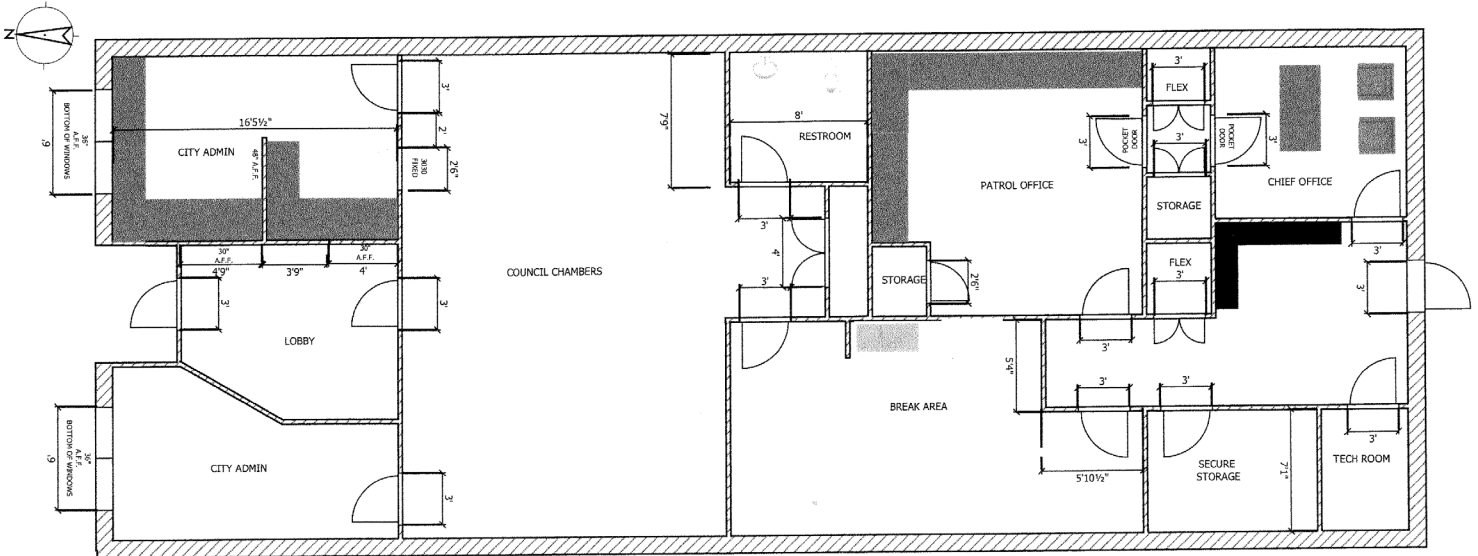 N
3'
2'
2'6"
3030
FIXED
16'5½"
CITY ADMIN
48" A.F.F.
36"
A.F.F.
BOTTOM OF WINDOWS
6'
30"
A.F.F.
4'9"
3'9"
30"
A.F.F.
4'
3'
3'
LOBBY
CITY ADMIN
3'
36"
A.F.F.
BOTTOM OF WINDOWS
6'
COUNCIL CHAMBERS
7'9"
8'
RESTROOM
3'
4'
3'
PATROL OFFICE
STORAGE
2'6"
3'
FLEX
3'
POCKET
DOOR
3'
POCKET
DOOR
3'
STORAGE
FLEX
3'
CHIEF OFFICE
3'
3'
3'
5'4"
3'
3'
BREAK AREA
5'10½"
SECURE
STORAGE
7'1"
3'
TECH ROOM